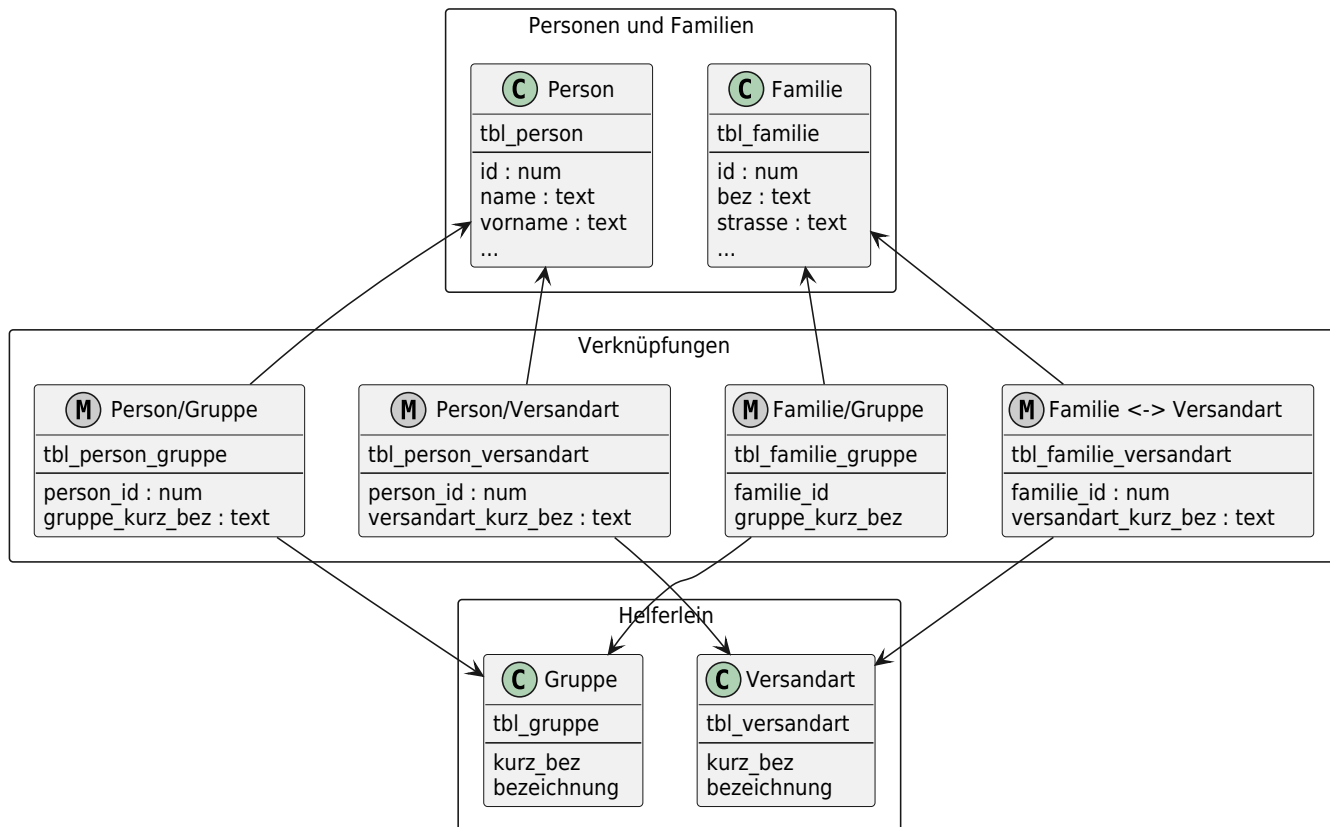 Personen und Familien
C Person
tbl_person
id : num
name : text
vorname : text
...
C Familie
tbl_familie
id : num
bez : text
strasse : text
...
Verknüpfungen
M Person/Gruppe
tbl_person_gruppe
person_id : num
gruppe_kurz_bez : text
M Person/Versandart
tbl_person_versandart
person_id : num
versandart_kurz_bez : text
M Familie/Gruppe
tbl_familie_gruppe
familie_id
gruppe_kurz_bez
M Familie <-> Versandart
tbl_familie_versandart
familie_id : num
versandart_kurz_bez : text
Helferlein
C Gruppe
tbl_gruppe
kurz_bez
bezeichnung
C Versandart
tbl_versandart
kurz_bez
bezeichnung